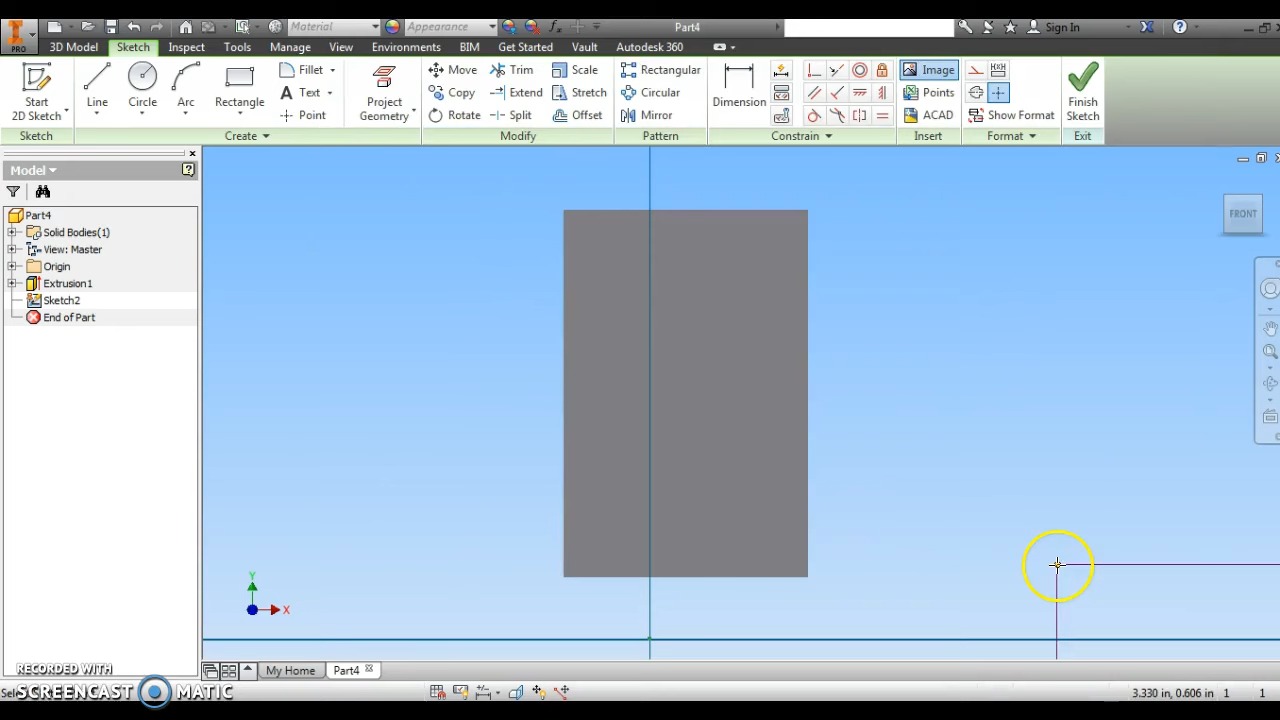 Material Appearance Part4 Sign In
PRO 3D Model Sketch Inspect Tools Manage View Environments BIM Get Started Vault Autodesk 360
Start 2D Sketch Line Circle Arc Rectangle Fillet Text Point Project Geometry Move Copy Rotate Trim Extend Split Scale Stretch Offset Rectangular Circular Mirror Dimension Image Points ACAD Show Format Finish Sketch
Sketch Create Modify Pattern Constrain Insert Format Exit
Model
Part4
Solid Bodies(1)
View: Master
Origin
Extrusion1
Sketch2
End of Part
FRONT
Y
X
RECORDED WITH
SCREENCAST MATIC
My Home Part4
3.330 in, 0.606 in 1 1